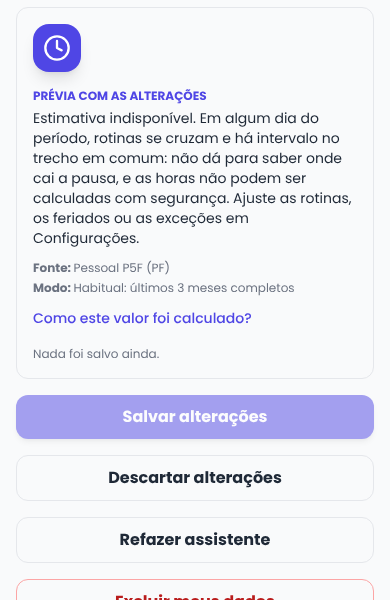 PRÉVIA COM AS ALTERAÇÕES
Estimativa indisponível. Em algum dia do
período, rotinas se cruzam e há intervalo no
trecho em comum: não dá para saber onde
cai a pausa, e as horas não podem ser
calculadas com segurança. Ajuste as rotinas,
os feriados ou as exceções em
Configurações.
Fonte: Pessoal P5F (PF)
Modo: Habitual: últimos 3 meses completos
Como este valor foi calculado?
Nada foi salvo ainda.
Salvar alterações
Descartar alterações
Refazer assistente
Excluir meus dados